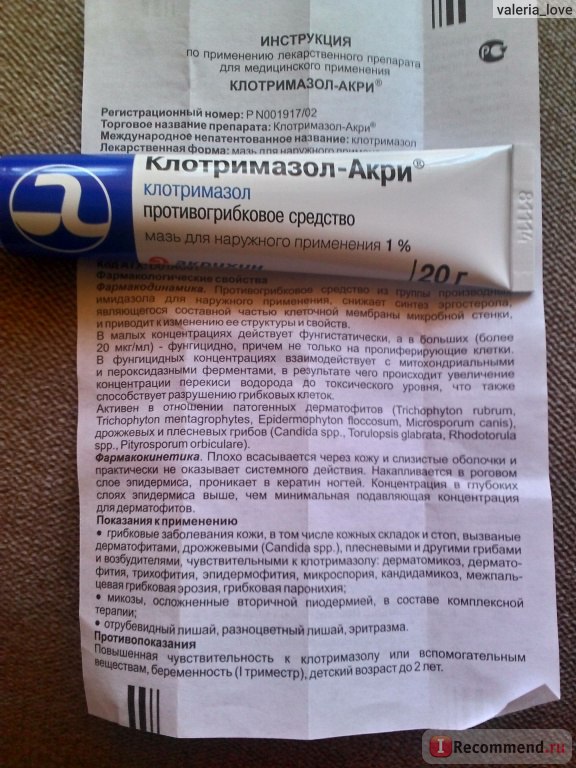 valeria_love
ИНСТРУКЦИЯ
по применению лекарственного препарата
для медицинского применения
КЛОТРИМАЗОЛ-АКРИ®
Регистрационный номер: P N001917/02
Торговое название препарата: Клотримазол-Акри®
Международное непатентованное название: клотримазол
Лекарственная форма: мазь для наружного
Клотримазол-Акри®
клотримазол
противогрибковое средство
мазь для наружного применения 1 %
акрихин
20 г
81114
Фармакологические свойства
Фармакодинамика. Противогрибковое средство из группы производных
имидазола для наружного применения, снижает синтез эргостерола,
являющегося составной частью клеточной мембраны микробной стенки,
и приводит к изменению ее структуры и свойств.
В малых концентрациях действует фунгистатически, а в больших (более
20 мкг/мл) - фунгицидно, причем не только на пролиферирующие клетки.
В фунгицидных концентрациях взаимодействует с митохондриальными
и пероксидазными ферментами, в результате чего происходит увеличение
концентрации перекиси водорода до токсического уровня, что также
способствует разрушению грибковых клеток.
Активен в отношении патогенных дерматофитов (Trichophyton rubrum,
Trichophyton mentagrophytes, Epidermophyton floccosum, Microsporum canis),
дрожжевых и плесневых грибов (Candida spp., Torulopsis glabrata, Rhodotorula
spp., Pityrosporum orbiculare).
Фармакокинетика. Плохо всасывается через кожу и слизистые оболочки и
практически не оказывает системного действия. Накапливается в роговом
слое эпидермиса, проникает в кератин ногтей. Концентрация в глубоких
слоях эпидермиса выше, чем минимальная подавляющая концентрация
для дерматофитов.
Показания к применению
• грибковые заболевания кожи, в том числе кожных складок и стоп, вызваные
дерматофитами, дрожжевыми (Candida spp.), плесневыми и другими грибами
и возбудителями, чувствительными к клотримазолу: дерматомикоз, дермато-
фития, трихофития, эпидермофития, микроспория, кандидамикоз, межпаль-
цевая грибковая эрозия, грибковая паронихия;
• микозы, осложненные вторичной пиодермией, в составе комплексной
терапии;
• отрубевидный лишай, разноцветный лишай, эритразма.
Противопоказания
Повышенная чувствительность к клотримазолу или вспомогательным
веществам, беременность (I триместр), детский возраст до 2 лет.
IRecommend.ru